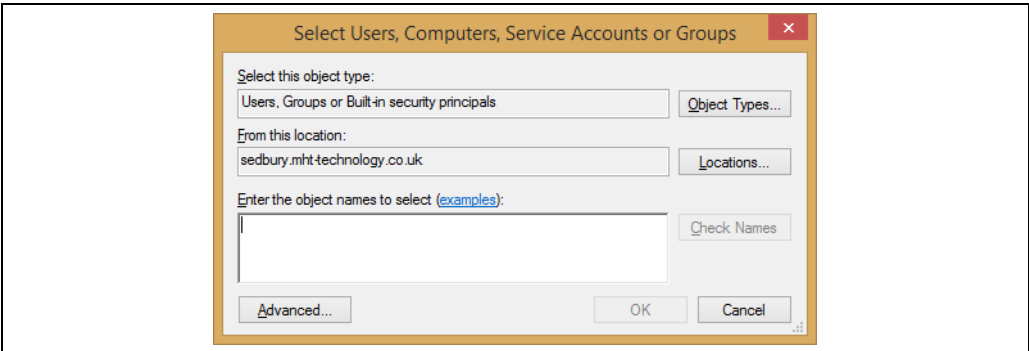 Select Users, Computers, Service Accounts or Groups
Select this object type:
Users, Groups or Built-in security principals
Object Types...
From this location:
sedbury.mht-technology.co.uk
Locations...
Enter the object names to select (examples):
Check Names
Advanced...
OK
Cancel